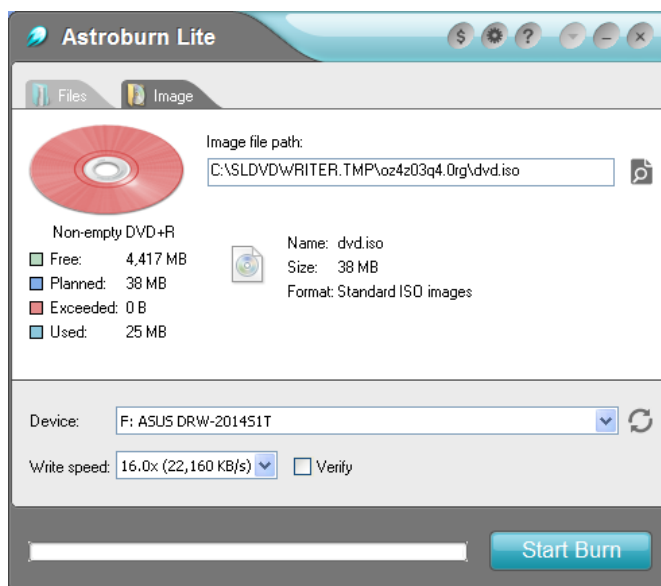 Astroburn Lite
$ ?
Files Image
Image file path:
C:\SLDVDWRITER.TMP\oz4z03q4.0rg\dvd.iso
Non-empty DVD+R
Free: 4,417 MB
Planned: 38 MB
Exceeded: 0 B
Used: 25 MB
Name: dvd.iso
Size: 38 MB
Format: Standard ISO images
Device: F: ASUS DRW-2014S1T
Write speed: 16.0x (22,160 KB/s) Verify
Start Burn